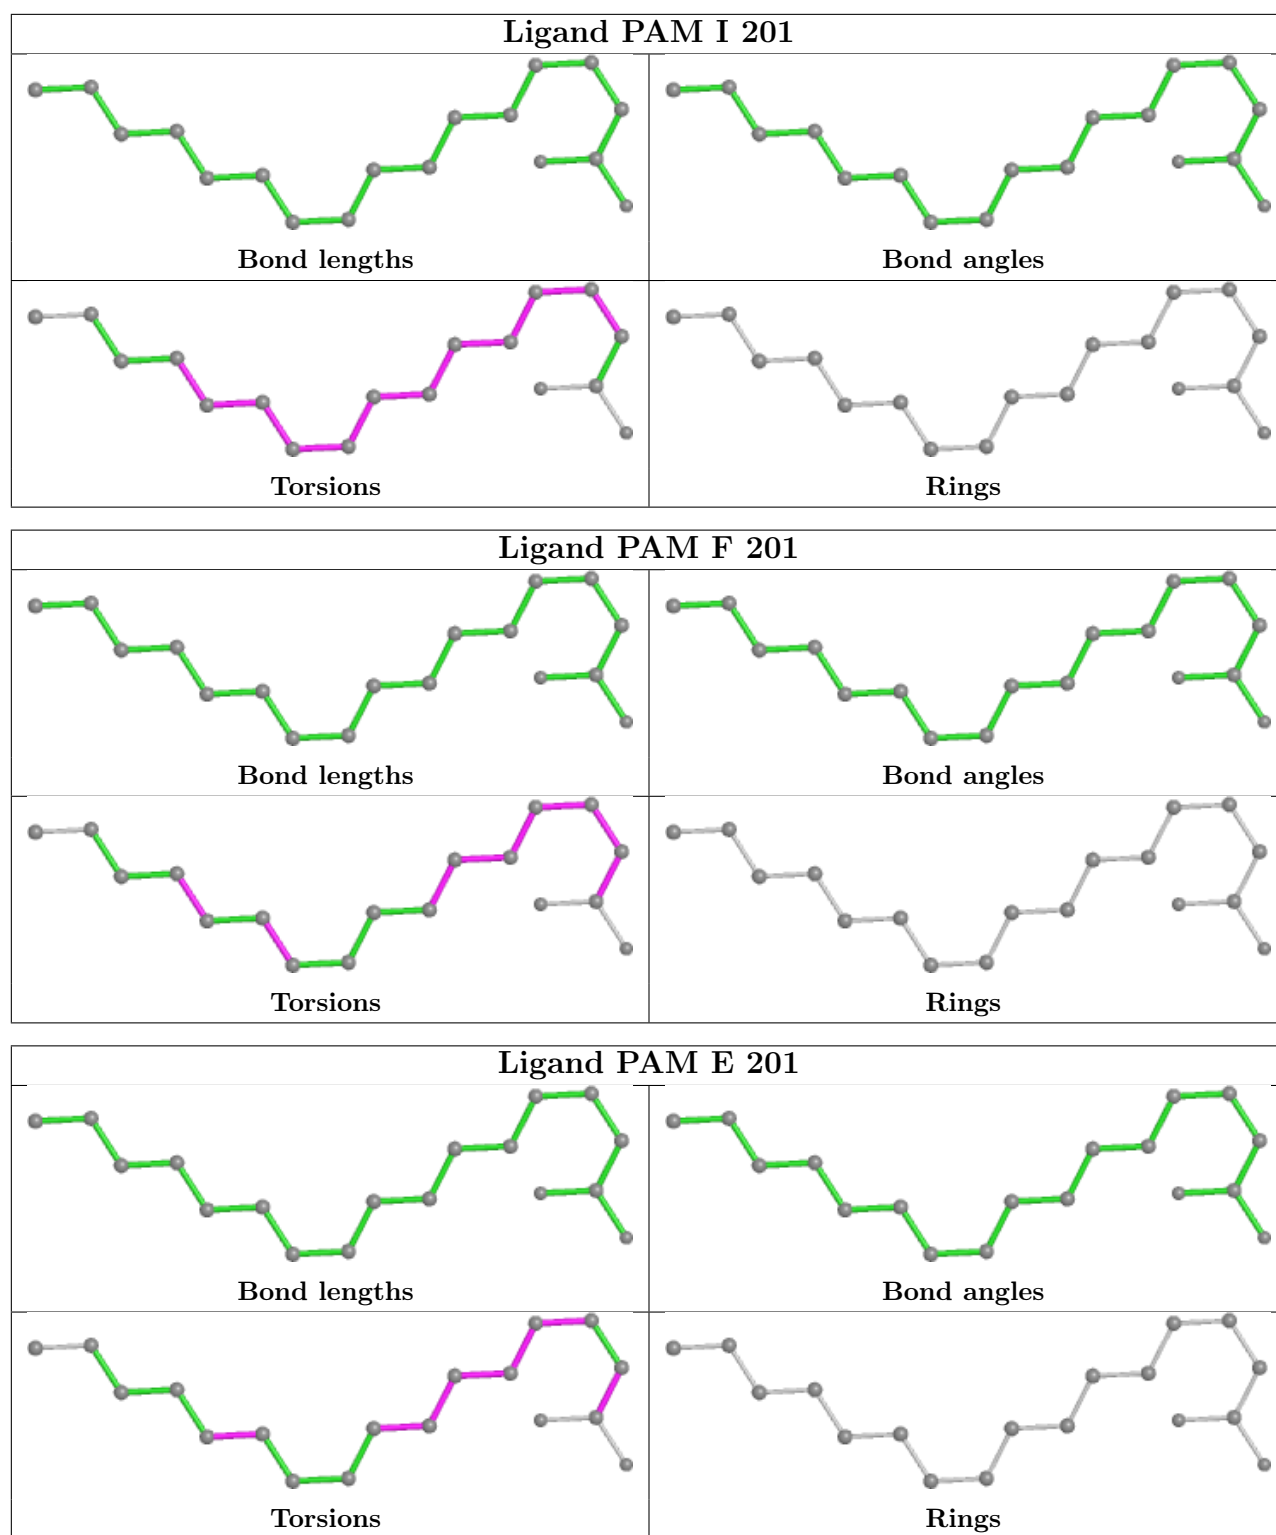 Ligand PAM I 201
Bond lengths
Bond angles
Torsions
Rings
Ligand PAM F 201
Bond lengths
Bond angles
Torsions
Rings
Ligand PAM E 201
Bond lengths
Bond angles
Torsions
Rings